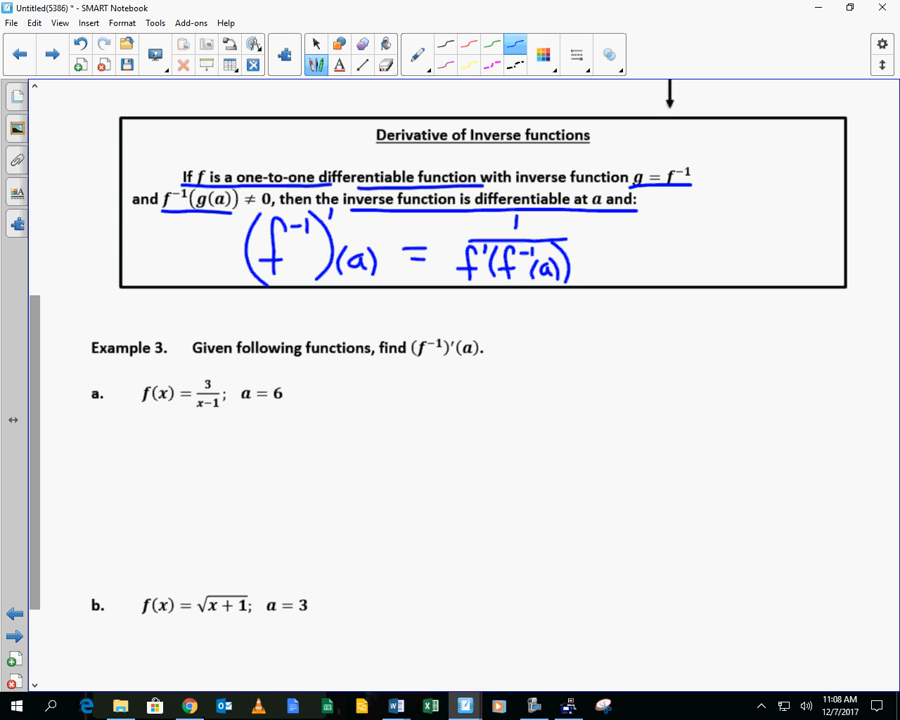 Untitled(5386) * - SMART Notebook
File Edit View Insert Format Tools Add-ons Help
Derivative of Inverse functions
If f is a one-to-one differentiable function with inverse function g = f⁻¹
and f⁻¹(g(a)) ≠ 0, then the inverse function is differentiable at a and:
(f⁻¹)'(a) = 1/f'(f⁻¹(a))
Example 3. Given following functions, find (f⁻¹)′(a).
a. f(x) = 3/(x−1); a = 6
b. f(x) = √(x + 1); a = 3
11:08 AM
12/7/2017